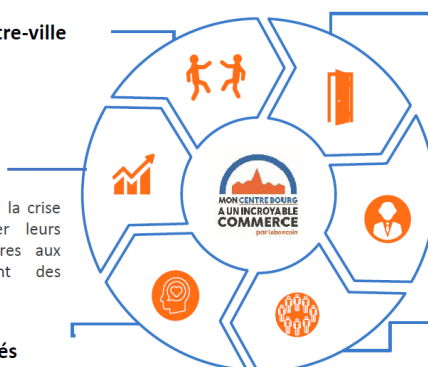 tre-ville
la crise
er leurs
res aux
nt des
és
MON CENTRE BOURG
A UN INCROYABLE
COMMERCE
par leboncoin